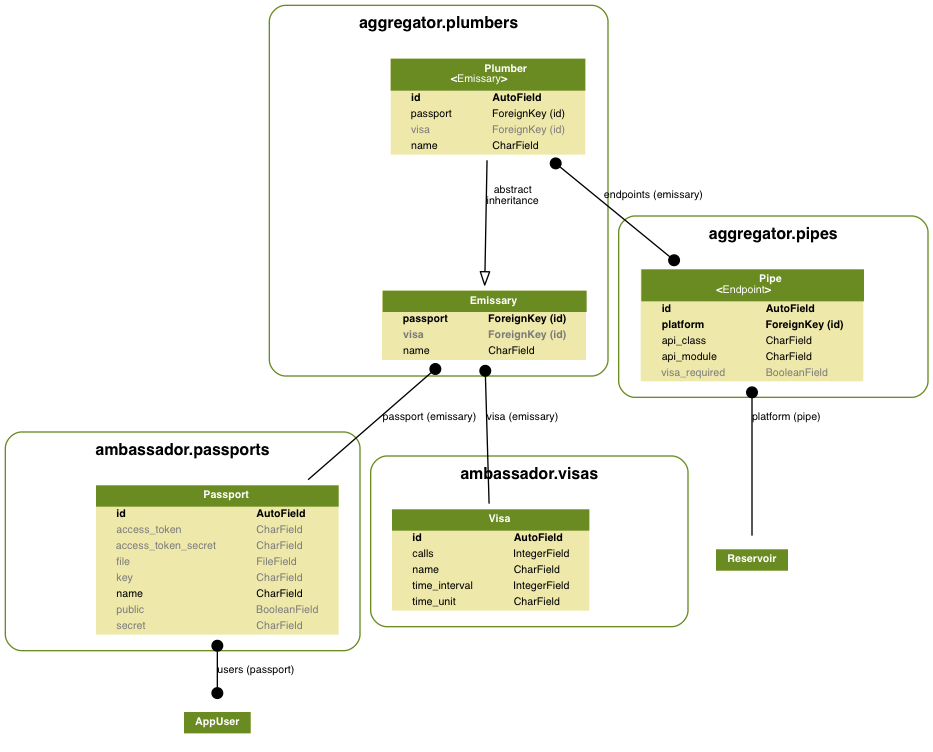 aggregator.plumbers
Plumber
<Emissary>
id AutoField
passport ForeignKey (id)
visa ForeignKey (id)
name CharField
abstract
inheritance
endpoints (emissary)
aggregator.pipes
Pipe
<Endpoint>
id AutoField
platform ForeignKey (id)
api_class CharField
api_module CharField
visa_required BooleanField
Emissary
passport ForeignKey (id)
visa ForeignKey (id)
name CharField
passport (emissary)
visa (emissary)
platform (pipe)
ambassador.passports
Passport
id AutoField
access_token CharField
access_token_secret CharField
file FileField
key CharField
name CharField
public BooleanField
secret CharField
ambassador.visas
Visa
id AutoField
calls IntegerField
name CharField
time_interval IntegerField
time_unit CharField
Reservoir
users (passport)
AppUser